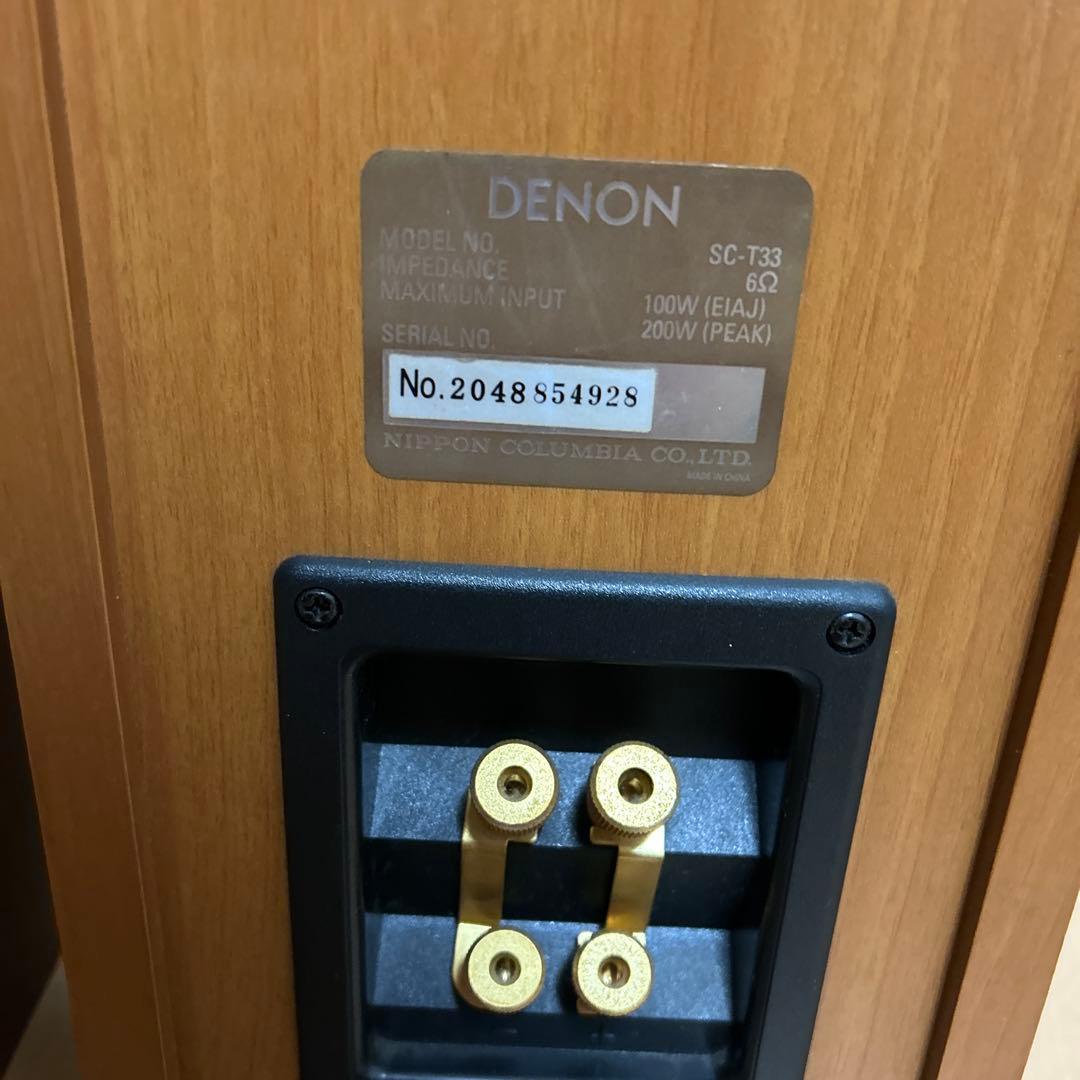 DENON
MODEL NO. SC-T33
IMPEDANCE 6Ω
MAXIMUM INPUT 100W (EIAJ)
200W (PEAK)
SERIAL NO.
No. 2048854928
NIPPON COLUMBIA CO., LTD.
MADE IN CHINA